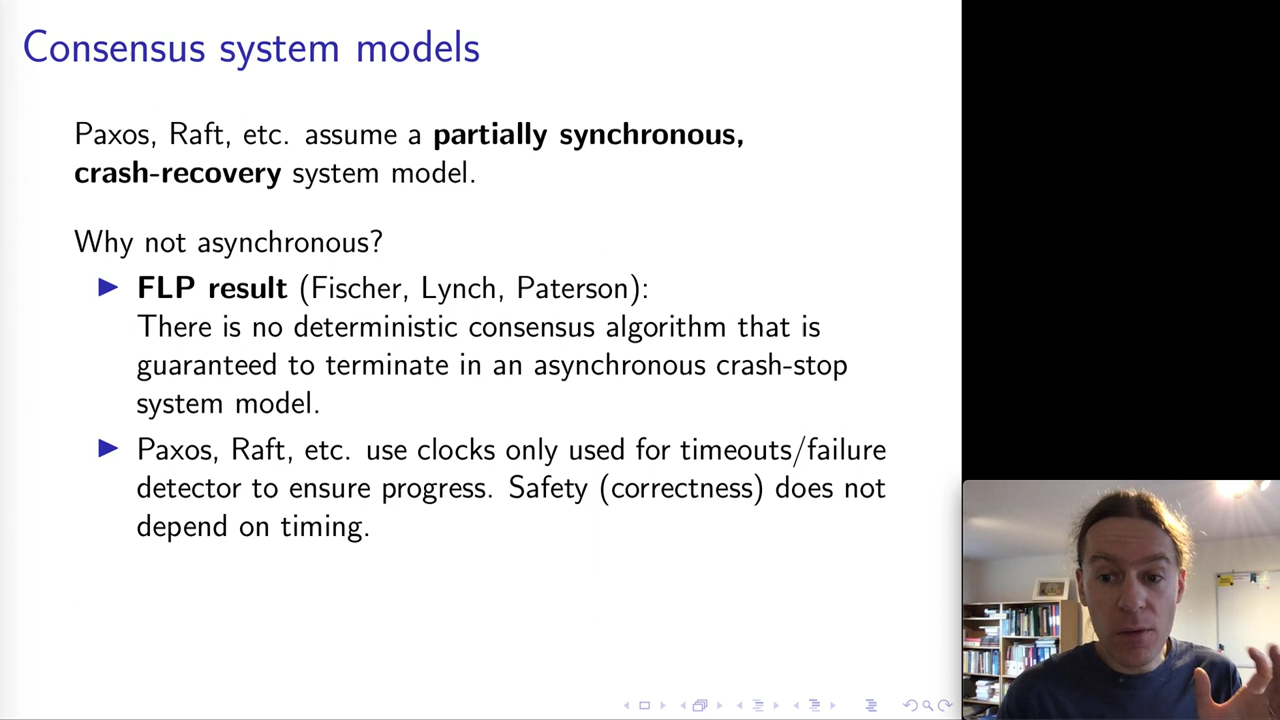 Consensus system models
Paxos, Raft, etc. assume a partially synchronous,
crash-recovery system model.
Why not asynchronous?
FLP result (Fischer, Lynch, Paterson):
There is no deterministic consensus algorithm that is
guaranteed to terminate in an asynchronous crash-stop
system model.
Paxos, Raft, etc. use clocks only used for timeouts/failure
detector to ensure progress. Safety (correctness) does not
depend on timing.